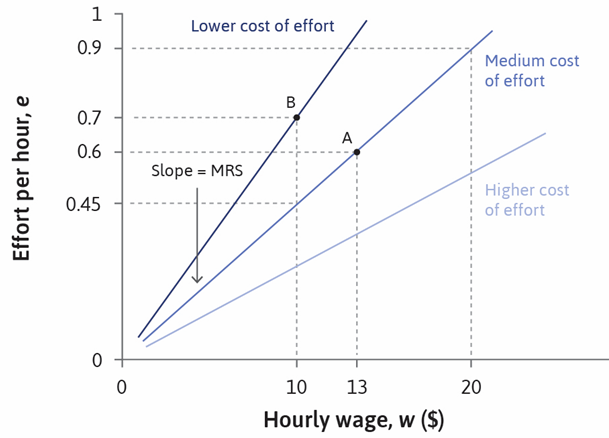 1
Lower cost of effort
0.9
Medium cost
of effort
B
0.7
A
0.6
Slope = MRS
Higher cost
of effort
0.45
Effort per hour, e
0
0
10
13
20
Hourly wage, w ($)